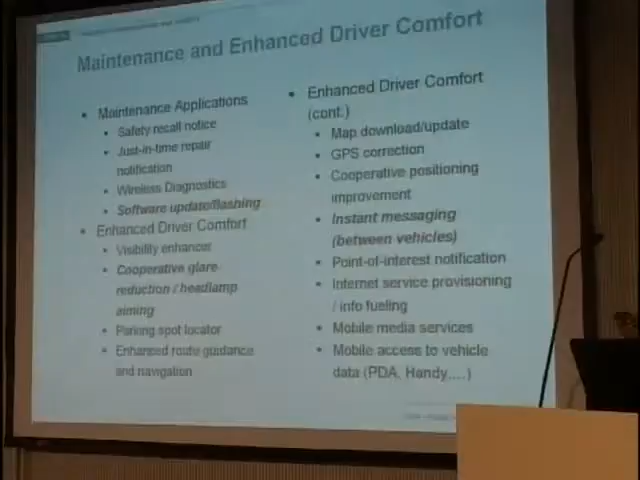 Maintenance and Enhanced Driver Comfort
• Maintenance Applications
• Safety recall notice
• Just-in-time repair
notification
• Wireless Diagnostics
• Software update/flashing
• Enhanced Driver Comfort
• Visibility enhancer
• Cooperative glare
reduction / headlamp
aiming
• Parking spot locator
• Enhanced route guidance
and navigation
• Enhanced Driver Comfort
(cont.)
• Map download/update
• GPS correction
• Cooperative positioning
improvement
• Instant messaging
(between vehicles)
• Point-of-interest notification
• Internet service provisioning
/ info fueling
• Mobile media services
• Mobile access to vehicle
data (PDA, Handy,...)